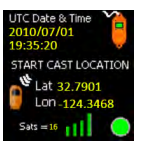 UTC Date & Time
2010/07/01
19:35:20
START CAST LOCATION
Lat 32.7901
Lon -124.3468
Sats = 16